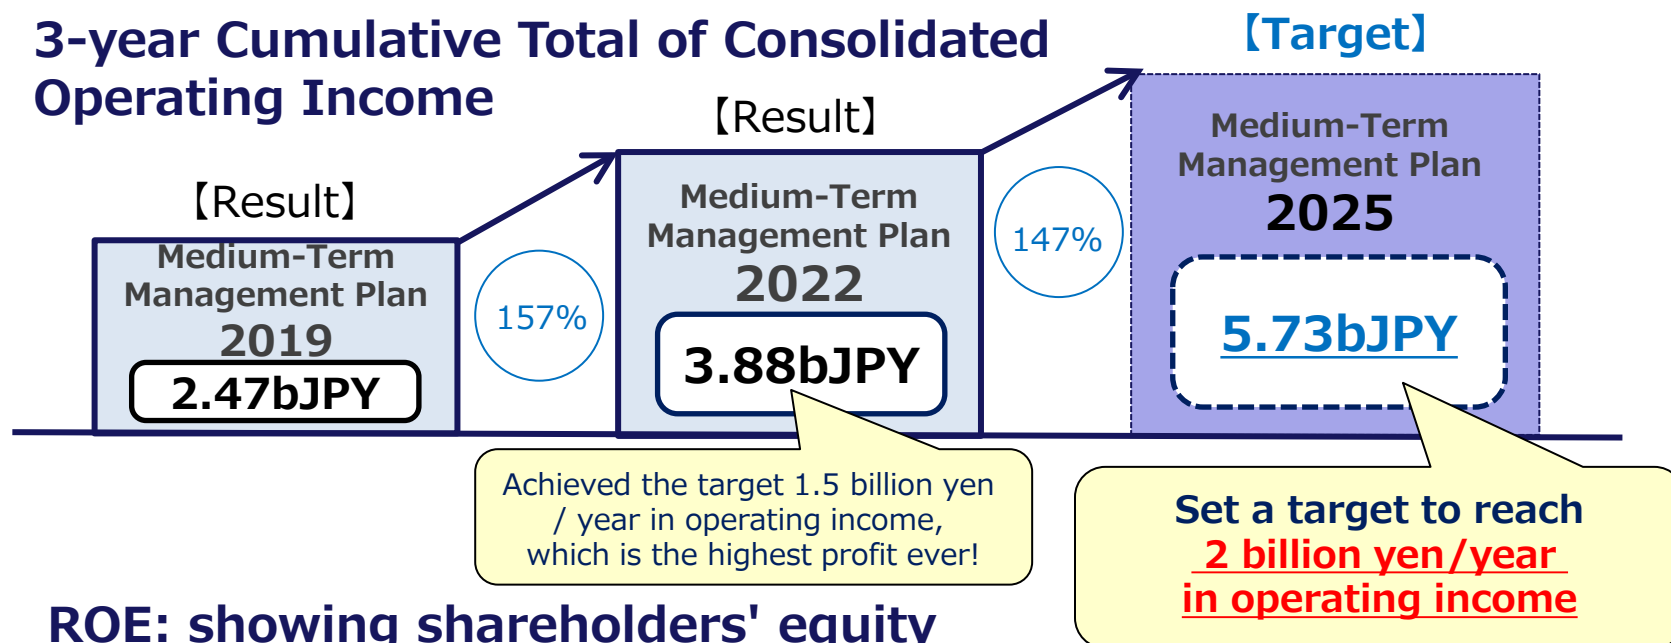 3-year Cumulative Total of Consolidated
Operating Income
【Result】
Medium-Term
Management Plan
2019
2.47bJPY
157%
【Result】
Medium-Term
Management Plan
2022
3.88bJPY
Achieved the target 1.5 billion yen
/ year in operating income,
which is the highest profit ever!
147%
【Target】
Medium-Term
Management Plan
2025
5.73bJPY
Set a target to reach
2 billion yen/year
in operating income
ROE: showing shareholders' equity